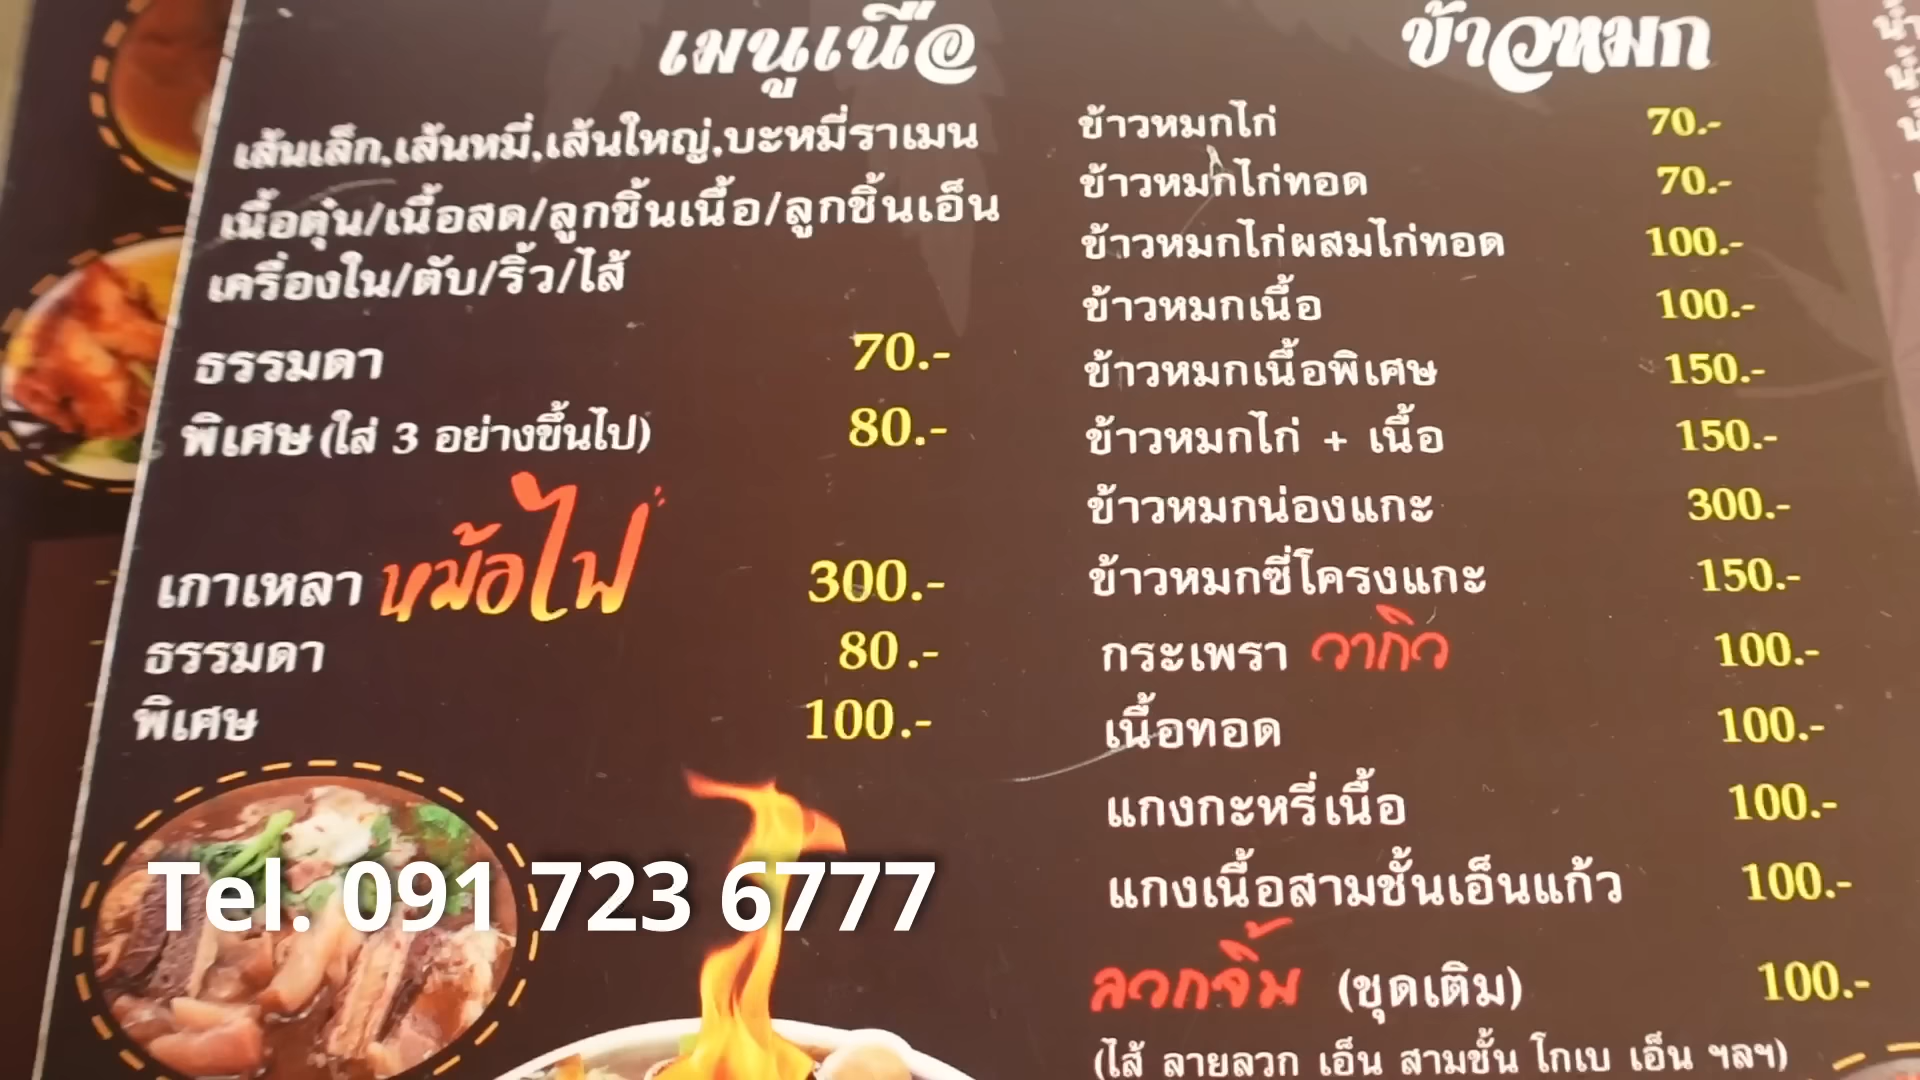 เมนูเนื้อ
เส้นเล็ก,เส้นหมี่,เส้นใหญ่,บะหมี่ราเมน
เนื้อตุ๋น/เนื้อสด/ลูกชิ้นเนื้อ/ลูกชิ้นเอ็น
เครื่องใน/ตับ/ริ้ว/ไส้
ธรรมดา 70.-
พิเศษ (ใส่ 3 อย่างขึ้นไป) 80.-
เกาเหลา หม้อไฟ 300.-
ธรรมดา 80.-
พิเศษ 100.-
Tel. 091 723 6777
ข้าวหมก
ข้าวหมกไก่ 70.-
ข้าวหมกไก่ทอด 70.-
ข้าวหมกไก่ผสมไก่ทอด 100.-
ข้าวหมกเนื้อ 100.-
ข้าวหมกเนื้อพิเศษ 150.-
ข้าวหมกไก่ + เนื้อ 150.-
ข้าวหมกน่องแกะ 300.-
ข้าวหมกซี่โครงแกะ 150.-
กระเพรา วากิว 100.-
เนื้อทอด 100.-
แกงกะหรี่เนื้อ 100.-
แกงเนื้อสามชั้นเอ็นแก้ว 100.-
ลวกจิ้ม (ชุดเติม) 100.-
(ไส้ ลายลวก เอ็น สามชั้น โกเบ เอ็น ฯลฯ)